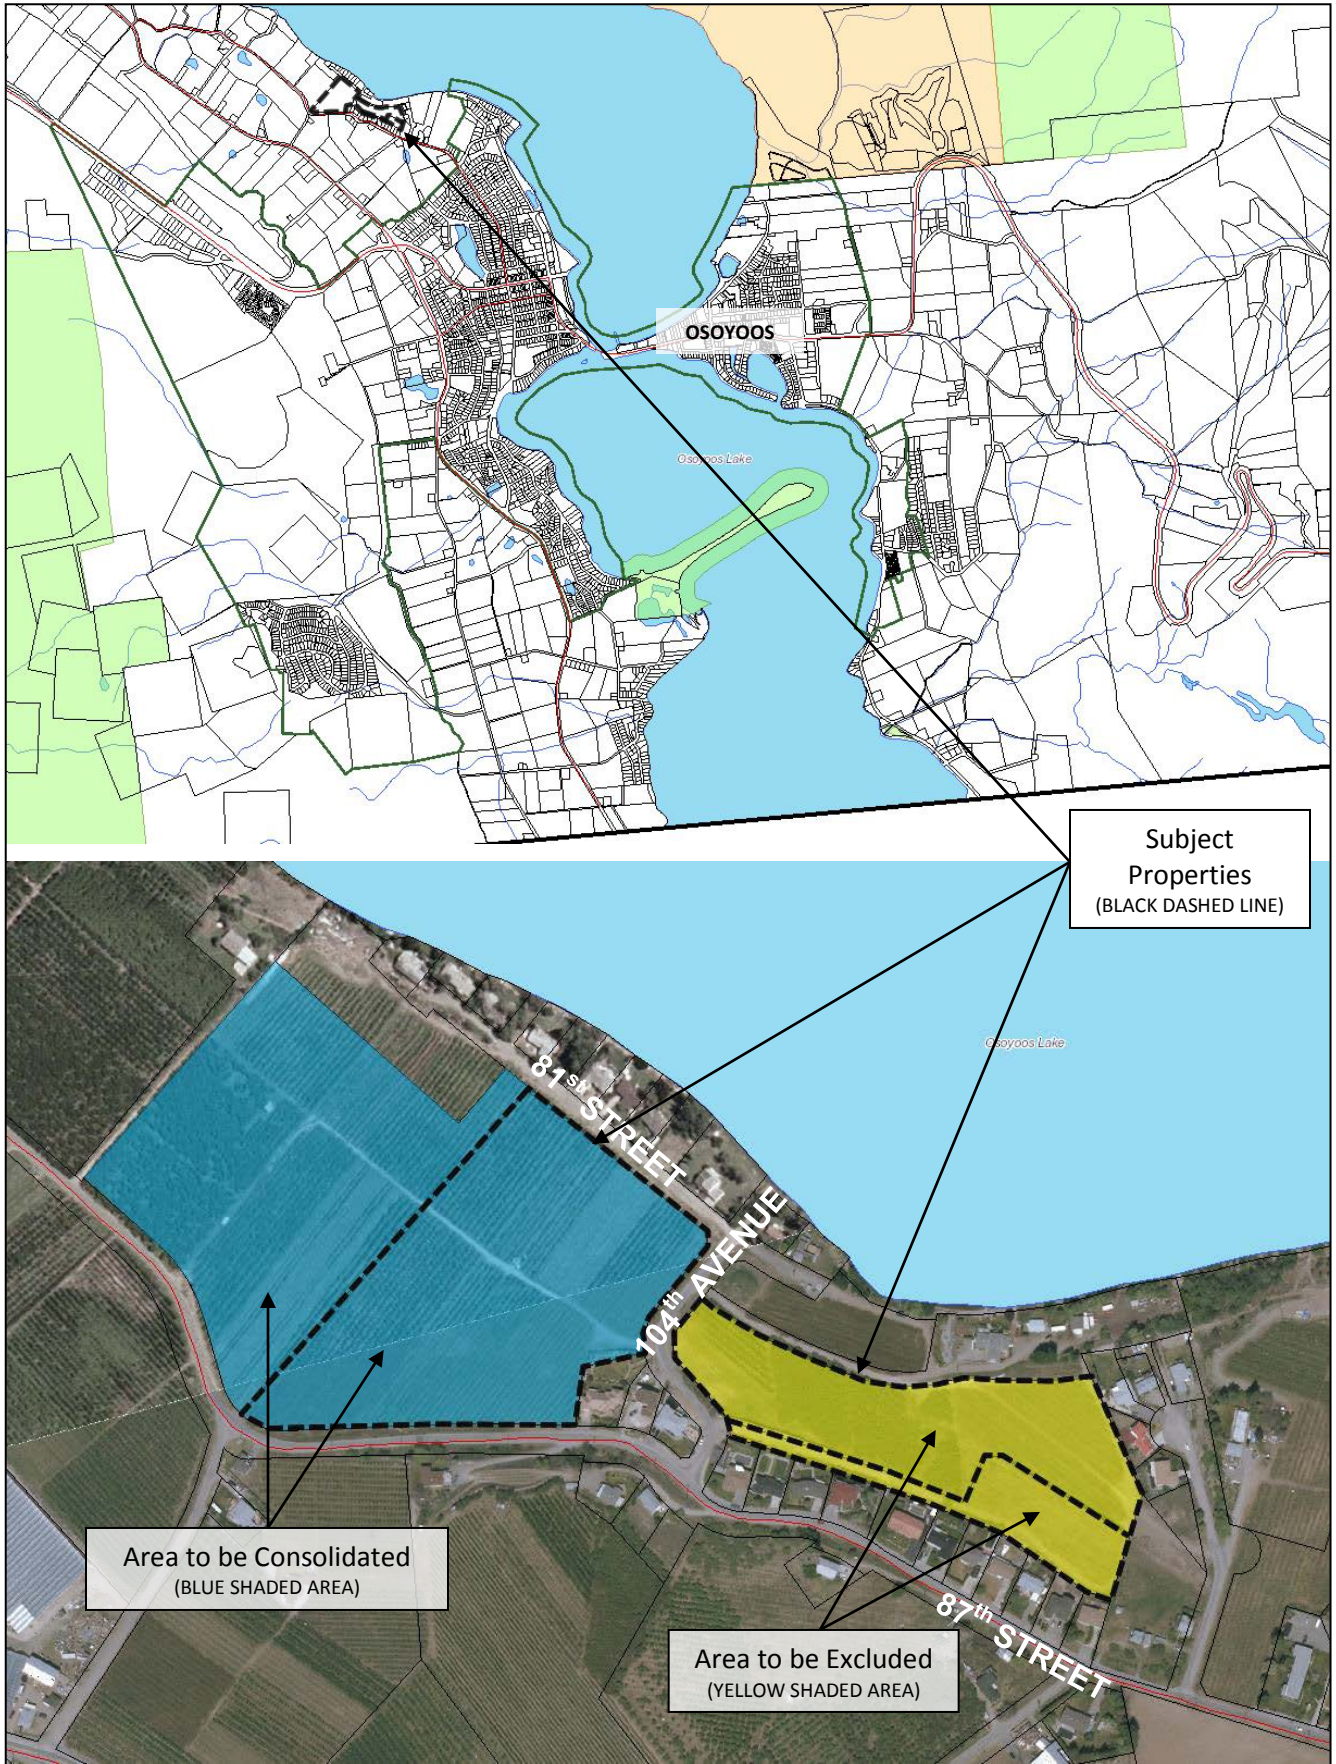 OSOYOOS
Osoyoos Lake
Subject
Properties
(BLACK DASHED LINE)
Osoyoos Lake
81st STREET
104th AVENUE
Area to be Consolidated
(BLUE SHADED AREA)
87th STREET
Area to be Excluded
(YELLOW SHADED AREA)